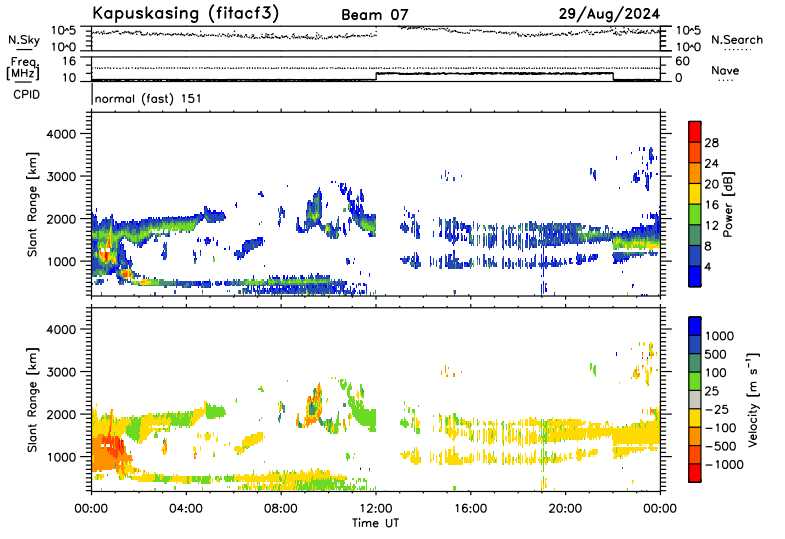 Kapuskasing (fitacf3) Beam 07 29/Aug/2024
N.Sky 10^5 10^0 10^5 10^0 N.Search
Freq. [MHz] 16 10 60 0 Nave
CPID normal (fast) 151
Slant Range [km]
4000
3000
2000
1000
28
24
20
16
12
8
4
Power [dB]
Slant Range [km]
4000
3000
2000
1000
1000
500
100
25
-25
-100
-500
-1000
Velocity [m s^-1]
00:00 04:00 08:00 12:00 16:00 20:00 00:00
Time UT